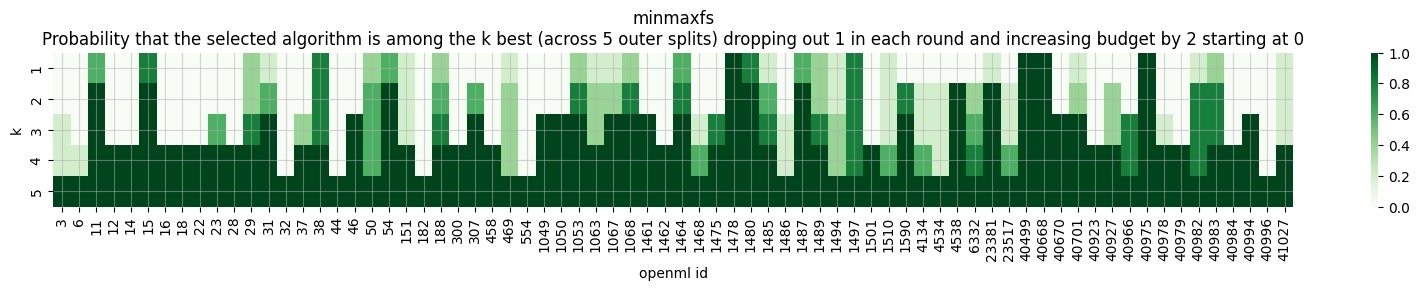 minmaxfs
Probability that the selected algorithm is among the k best (across 5 outer splits) dropping out 1 in each round and increasing budget by 2 starting at 0
k
1
2
3
4
5
3 6 11 12 14 15 16 18 22 23 28 29 31 32 37 38 44 46 50 54 151 182 188 300 307 458 469 554 1049 1050 1053 1063 1067 1068 1461 1462 1464 1468 1475 1478 1480 1485 1486 1487 1489 1494 1497 1501 1510 1590 4134 4534 4538 6332 23381 23517 40499 40668 40670 40701 40923 40927 40966 40975 40978 40979 40982 40983 40984 40994 40996 41027
openml id
1.0
0.8
0.6
0.4
0.2
0.0